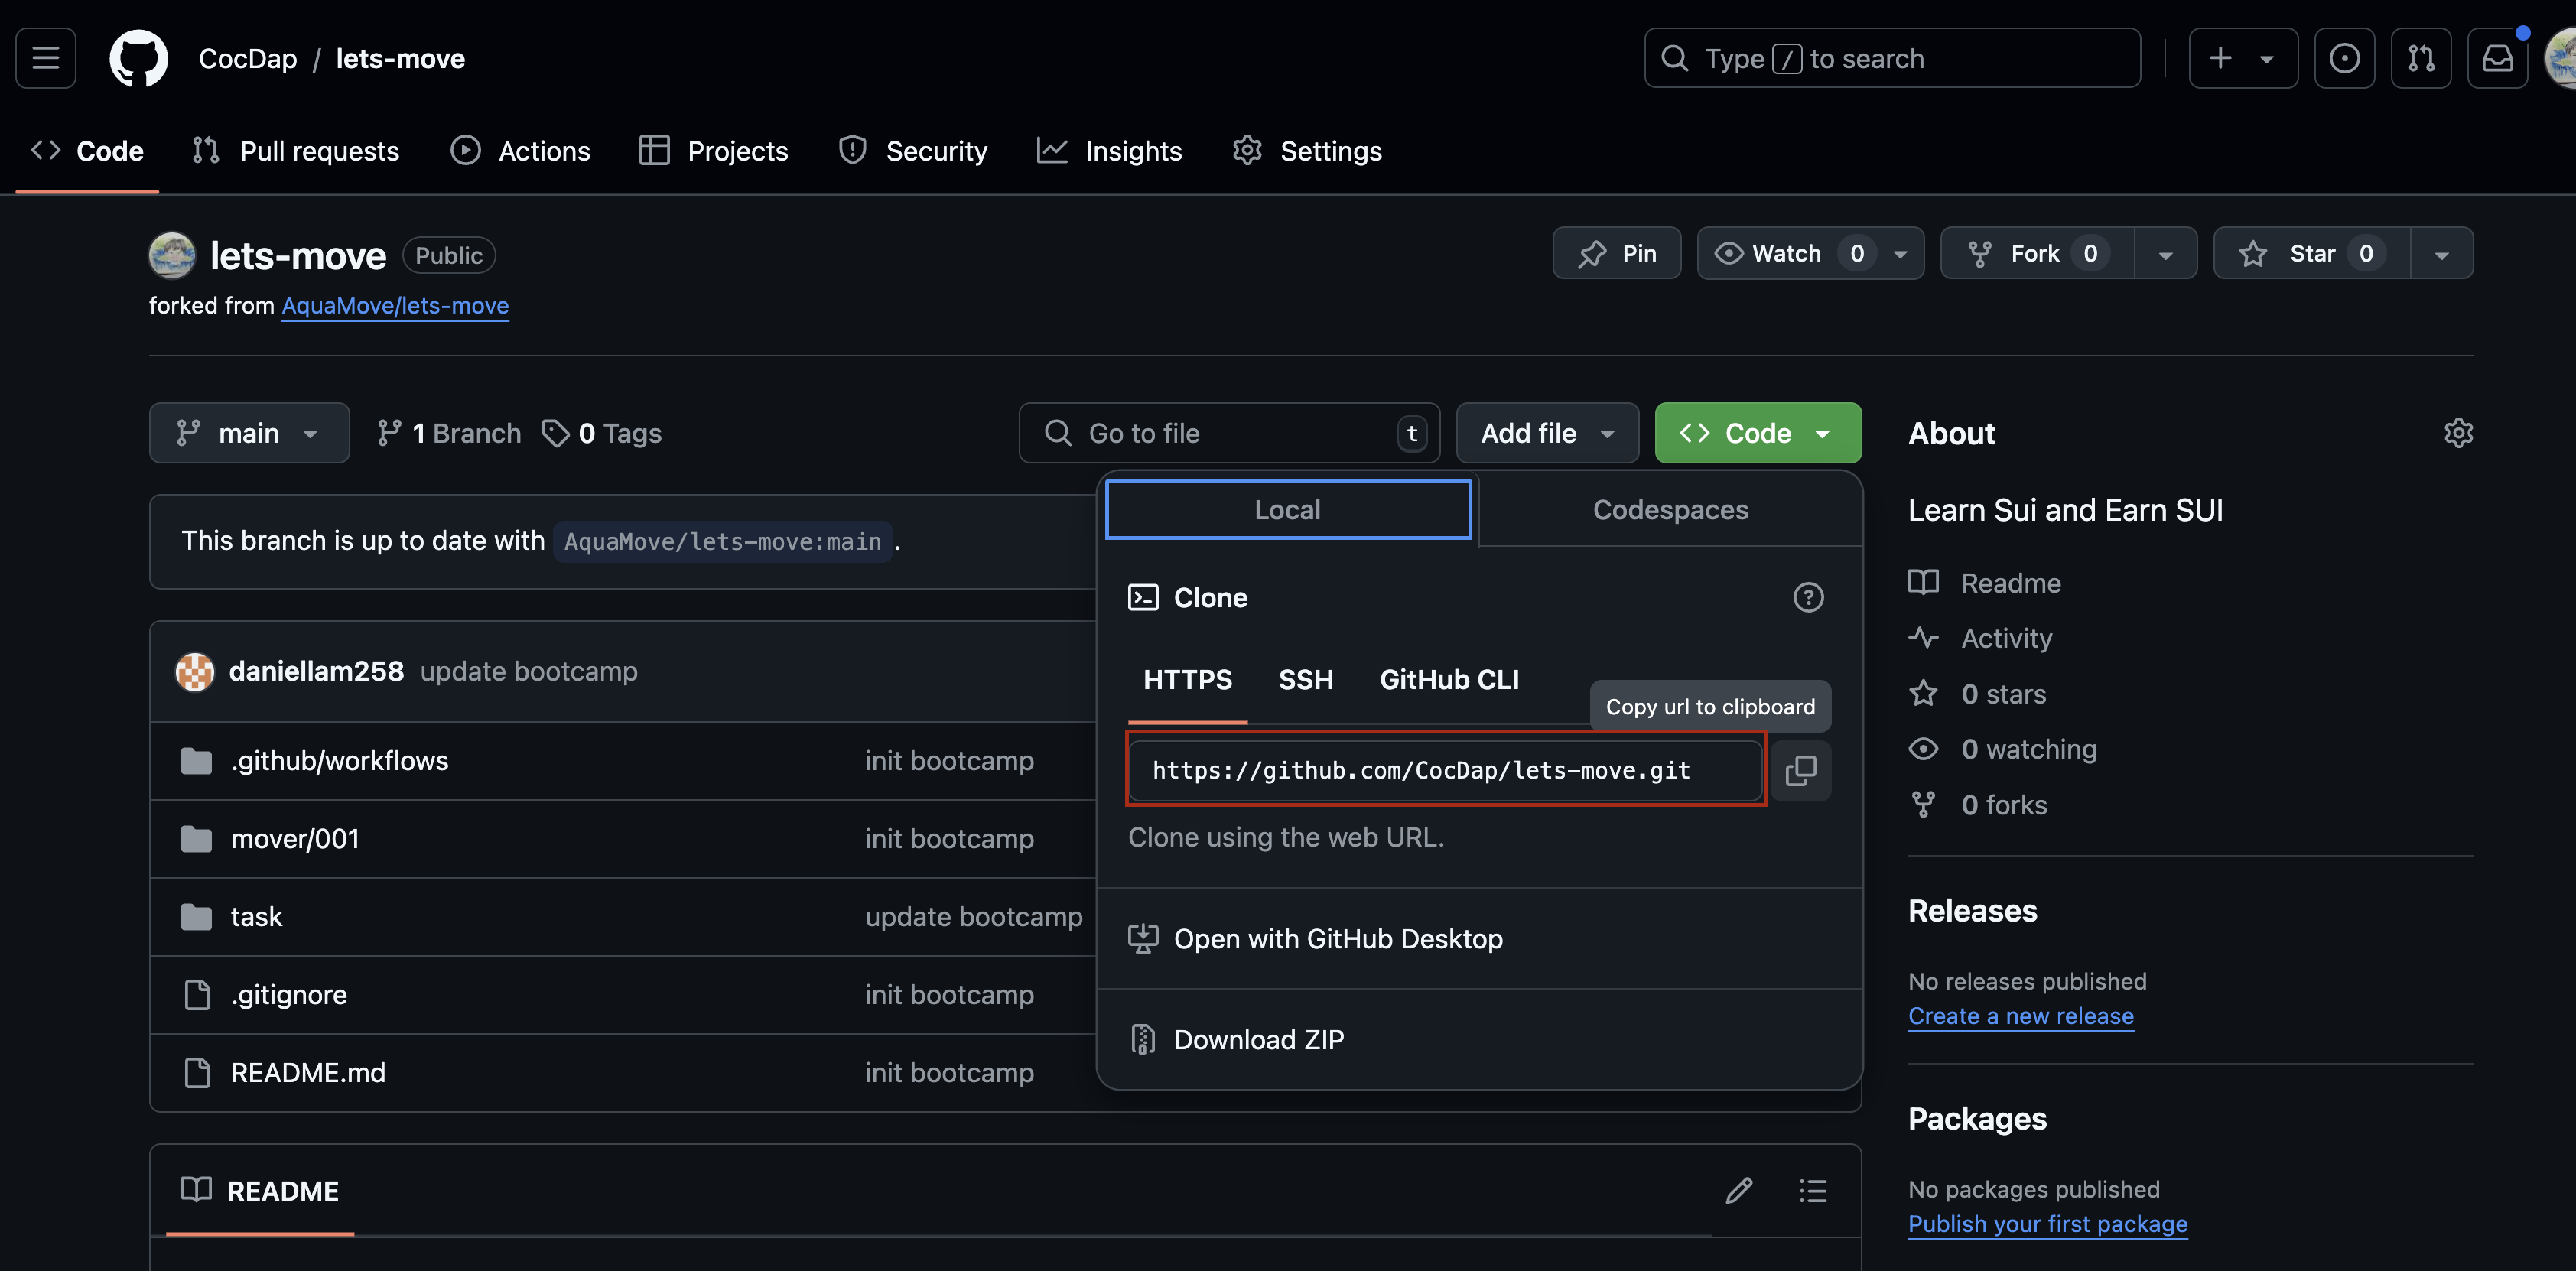 CocDap / lets-move
Type / to search
Code Pull requests Actions Projects Security Insights Settings
lets-move Public
Pin Watch 0 Fork 0 Star 0
forked from AquaMove/lets-move
main 1 Branch 0 Tags
Go to file t Add file Code
This branch is up to date with AquaMove/lets-move:main .
daniellam258 update bootcamp
.github/workflows init bootcamp
mover/001 init bootcamp
task update bootcamp
.gitignore init bootcamp
README.md init bootcamp
README
Local Codespaces
Clone
HTTPS SSH GitHub CLI
Copy url to clipboard
https://github.com/CocDap/lets-move.git
Clone using the web URL.
Open with GitHub Desktop
Download ZIP
About
Learn Sui and Earn SUI
Readme
Activity
0 stars
0 watching
0 forks
Releases
No releases published
Create a new release
Packages
No packages published
Publish your first package